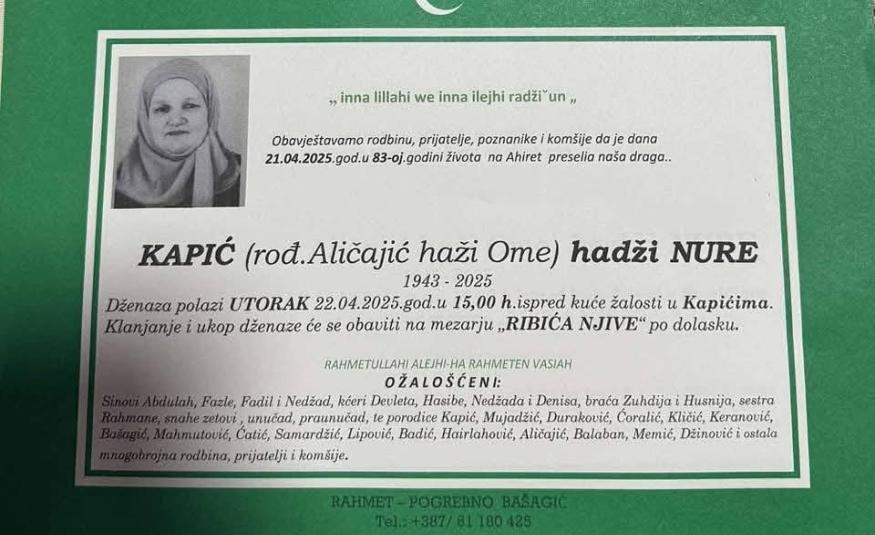 „ inna lillahi we inna ilejhi radžiˇun „
Obavještavamo rodbinu, prijatelje, poznanike i komšije da je dana
21.04.2025.god.u 83-oj.godini života na Ahiret preselia naša draga..
KAPIĆ (rođ.Aličajić haži Ome) hadži NURE
1943 - 2025
Dženaza polazi UTORAK 22.04.2025.god.u 15,00 h.ispred kuće žalosti u Kapićima.
Klanjanje i ukop dženaze će se obaviti na mezarju „RIBIĆA NJIVE" po dolasku.
RAHMETULLAHI ALEJHI-HA RAHMETEN VASIAH
OŽALOŠĆENI:
Sinovi Abdulah, Fazle, Fadil i Nedžad, kćeri Devleta, Hasibe, Nedžada i Denisa, braća Zuhdija i Husnija, sestra
Rahmane, snahe zetovi , unučad, praunučad, te porodice Kapić, Mujadžić, Duraković, Ćoralić, Kličić, Keranović,
Bašagić, Mahmutović, Ćatić, Samardžić, Lipović, Badić, Hairlahović, Aličajić, Balaban, Memić, Džinović i ostala
mnogobrojna rodbina, prijatelji i komšije.
RAHMET – POGREBNO BAŠAGIĆ
Tel.: +387/ 61 180 425